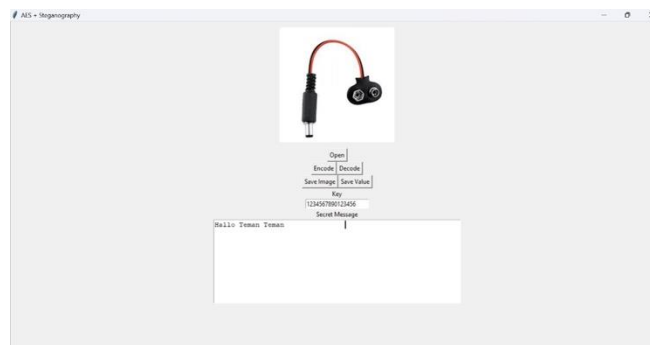 AES + Steganography
Open
Encode Decode
Save Image Save Value
Key
1234567890123456
Secret Message
Hallo Teman Teman